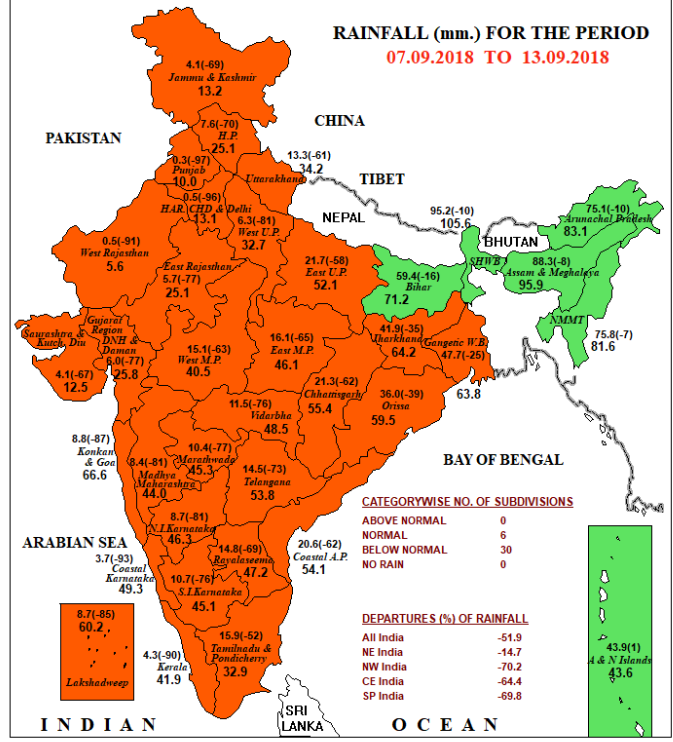 RAINFALL (mm.) FOR THE PERIOD
07.09.2018 TO 13.09.2018
4.1(-69)
Jammu & Kashmir
13.2
CHINA
7.6(-70)
H.P.
25.1
PAKISTAN
13.3(-61)
34.2
Uttarakhand
0.3(-97)
Punjab
10.0
TIBET
0.5(-96)
HAR. CHD & Delhi
13.1
NEPAL
6.3(-81)
West U.P.
32.7
95.2(-10)
105.6
SHWB
BHUTAN
75.1(-10)
Arunachal Pradesh
83.1
0.5(-91)
West Rajasthan
5.6
East Rajasthan
5.7(-77)
25.1
21.7(-58)
East U.P.
52.1
59.4(-16)
Bihar
71.2
88.3(-8)
Assam & Meghalaya
95.9
NMMT
75.8(-7)
81.6
Saurashtra &
Kutch, Diu
4.1(-67)
12.5
Gujarat
Region
DNH &
Daman
6.0(-77)
25.8
15.1(-63)
West M.P.
40.5
16.1(-65)
East M.P.
46.1
41.9(-35)
Jharkhand
64.2
Gangetic W.B.
47.7(-25)
63.8
21.3(-62)
Chhattisgarh
55.4
36.0(-39)
Orissa
59.5
11.5(-76)
Vidarbha
48.5
8.8(-87)
Konkan
& Goa
66.6
8.4(-81)
Madhya
Maharashtra
44.0
10.4(-77)
Marathwada
45.3
14.5(-73)
Telangana
53.8
BAY OF BENGAL
CATEGORYWISE NO. OF SUBDIVISIONS
ABOVE NORMAL 0
NORMAL 6
BELOW NORMAL 30
NO RAIN 0
8.7(-81)
N.I.Karnataka
46.3
ARABIAN SEA
3.7(-93)
Coastal
Karnataka
49.3
14.8(-69)
Rayalaseema
47.2
20.6(-62)
Coastal A.P.
54.1
10.7(-76)
S.I.Karnataka
45.1
8.7(-85)
60.2
Lakshadweep
4.3(-90)
Kerala
41.9
15.9(-52)
Tamilnadu &
Pondicherry
32.9
DEPARTURES (%) OF RAINFALL
All India -51.9
NE India -14.7
NW India -70.2
CE India -64.4
SP India -69.8
43.9(1)
A & N Islands
43.6
SRI
LANKA
INDIAN OCEAN